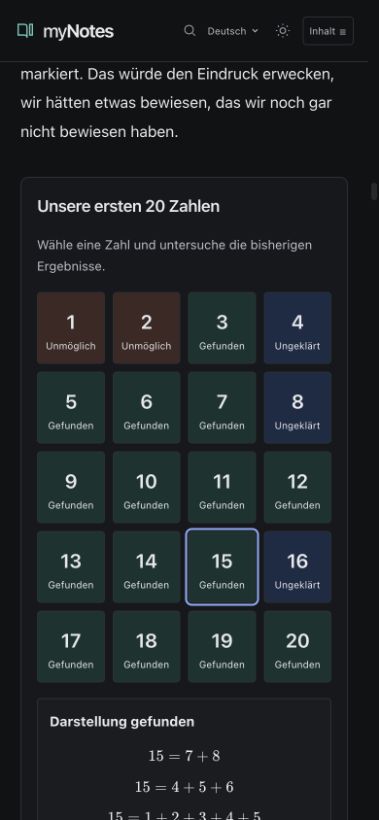 myNotes
Deutsch
Inhalt ≡
markiert. Das würde den Eindruck erwecken,
wir hätten etwas bewiesen, das wir noch gar
nicht bewiesen haben.
Unsere ersten 20 Zahlen
Wähle eine Zahl und untersuche die bisherigen
Ergebnisse.
1 2 3 4
Unmöglich Unmöglich Gefunden Ungeklärt
5 6 7 8
Gefunden Gefunden Gefunden Ungeklärt
9 10 11 12
Gefunden Gefunden Gefunden Gefunden
13 14 15 16
Gefunden Gefunden Gefunden Ungeklärt
17 18 19 20
Gefunden Gefunden Gefunden Gefunden
Darstellung gefunden
15 = 7 + 8
15 = 4 + 5 + 6
15 = 1 + 2 + 3 + 4 + 5